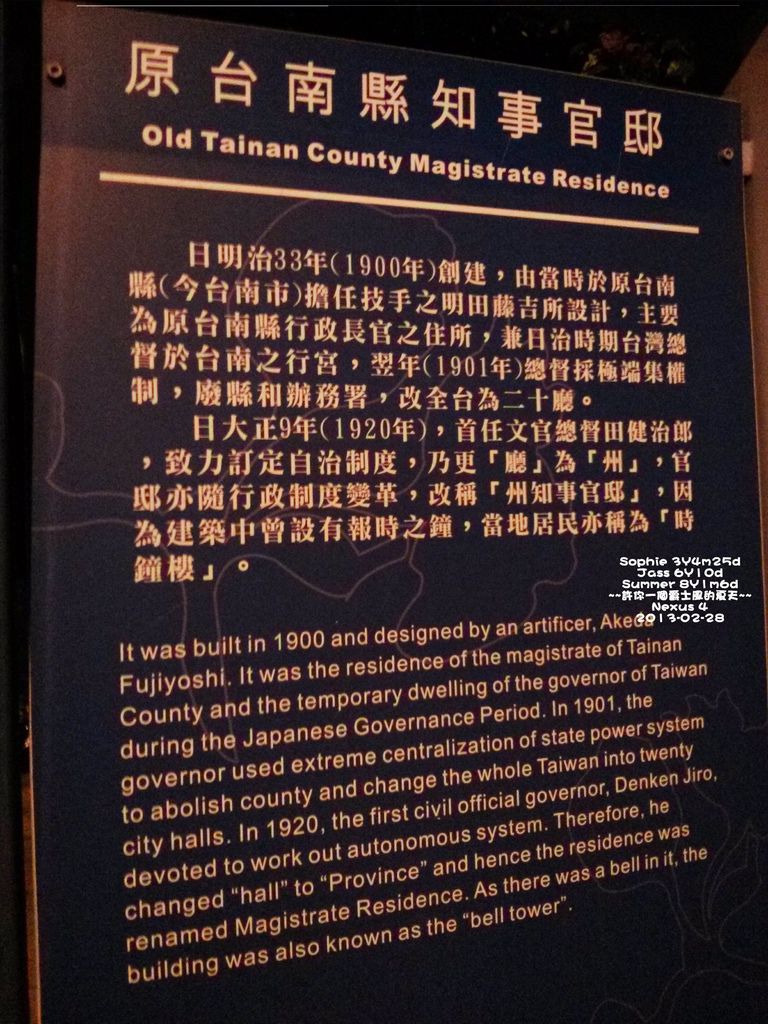 原台南縣知事官邸
Old Tainan County Magistrate Residence
日明治33年(1900年)創建，由當時於原台南
縣(今台南市)擔任技手之明田藤吉所設計，主要
為原台南縣行政長官之住所，兼日治時期台灣總
督於台南之行宮，翌年(1901年)總督採極端集權
制，廢縣和辦務署，改全台為二十廳。
日大正9年(1920年)，首任文官總督田健治郎
，致力訂定自治制度，乃更「廳」為「州」，官
邸亦隨行政制度變革，改稱「州知事官邸」，因
為建築中曾設有報時之鐘，當地居民亦稱為「時
鐘樓」。
It was built in 1900 and designed by an artificer, Akeda
Fujiyoshi. It was the residence of the magistrate of Tainan
County and the temporary dwelling of the governor of Taiwan
during the Japanese Governance Period. In 1901, the
governor used extreme centralization of state power system
to abolish county and change the whole Taiwan into twenty
city halls. In 1920, the first civil official governor, Denken Jiro,
devoted to work out autonomous system. Therefore, he
changed “hall” to “Province” and hence the residence was
renamed Magistrate Residence. As there was a bell in it, the
building was also known as the “bell tower”.
Sophie 3Y4m25d
Jass 6Y10d
Summer 8Y1m6d
~~許你一個爵士風的夏天~~
Nexus 4
2013-02-28